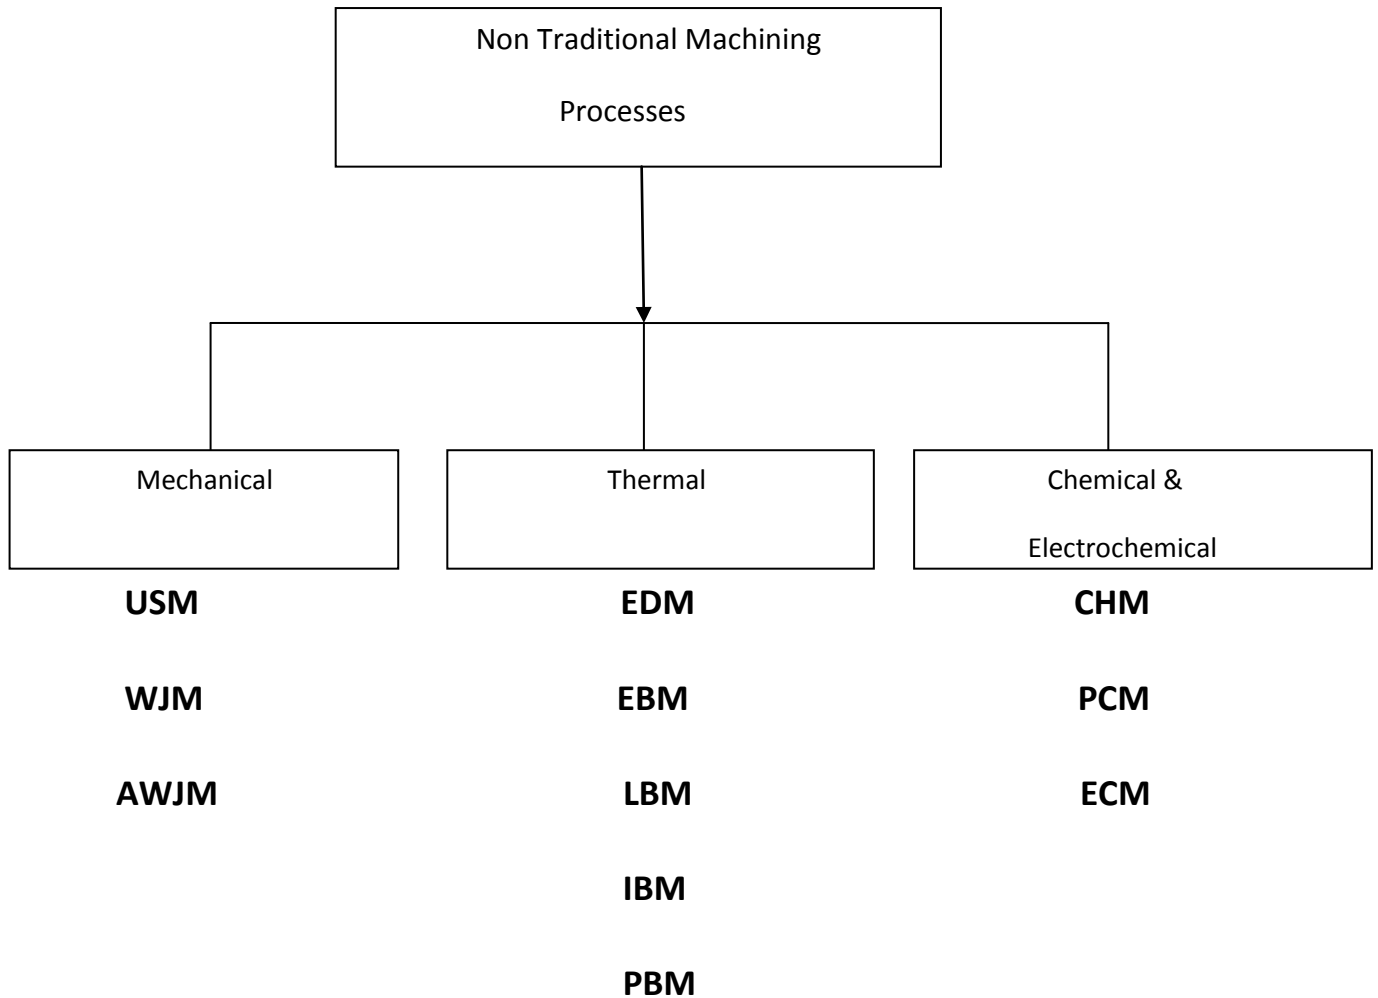 Non Traditional Machining
Processes
Mechanical
Thermal
Chemical &
Electrochemical
USM
EDM
CHM
WJM
EBM
PCM
AWJM
LBM
ECM
IBM
PBM